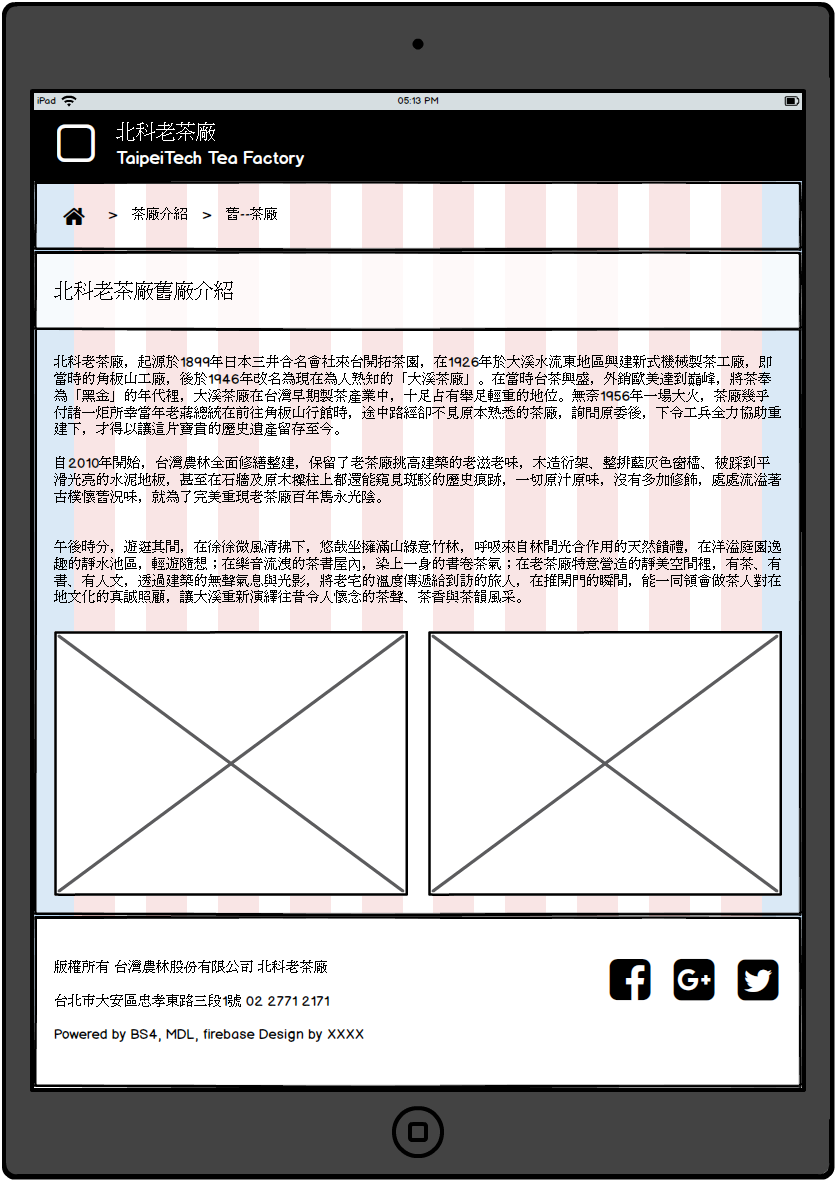 iPad
05:13 PM
北科老茶廠
TaipeiTech Tea Factory
> 茶廠介紹 > 舊--茶廠
北科老茶廠舊廠介紹
北科老茶廠，起源於1899年日本三井合名會社來台開拓茶園，在1926年於大溪水流東地區興建新式機械製茶工廠，即
當時的角板山工廠，後於1946年改名為現在為人熟知的「大溪茶廠」。在當時台茶興盛，外銷歐美達到巔峰，將茶奉
為「黑金」的年代裡，大溪茶廠在台灣早期製茶產業中，十足占有舉足輕重的地位。無奈1956年一場大火，茶廠幾乎
付諸一炬所幸當年老蔣總統在前往角板山行館時，途中路經卻不見原本熟悉的茶廠，詢問原委後，下令工兵全力協助重
建下，才得以讓這片寶貴的歷史遺產留存至今。
自2010年開始，台灣農林全面修繕整建，保留了老茶廠挑高建築的老滋老味，木造衍架、整排藍灰色窗櫺、被踩到平
滑光亮的水泥地板，甚至在石牆及原木樑柱上都還能窺見斑駁的歷史痕跡，一切原汁原味，沒有多加修飾，處處流溢著
古樸懷舊況味，就為了完美重現老茶廠百年雋永光陰。
午後時分，遊逛其間，在徐徐微風清拂下，悠哉坐擁滿山綠意竹林，呼吸來自林間光合作用的天然饋禮，在洋溢庭園逸
趣的靜水池區，輕遊隨想；在樂音流洩的茶書屋內，染上一身的書卷茶氣；在老茶廠特意營造的靜美空間裡，有茶、有
書、有人文，透過建築的無聲氣息與光影，將老宅的溫度傳遞給到訪的旅人，在推開門的瞬間，能一同領會做茶人對在
地文化的真誠照顧，讓大溪重新演繹往昔令人懷念的茶聲、茶香與茶韻風采。
版權所有 台灣農林股份有限公司 北科老茶廠
台北市大安區忠孝東路三段1號 02 2771 2171
Powered by BS4, MDL, firebase Design by XXXX